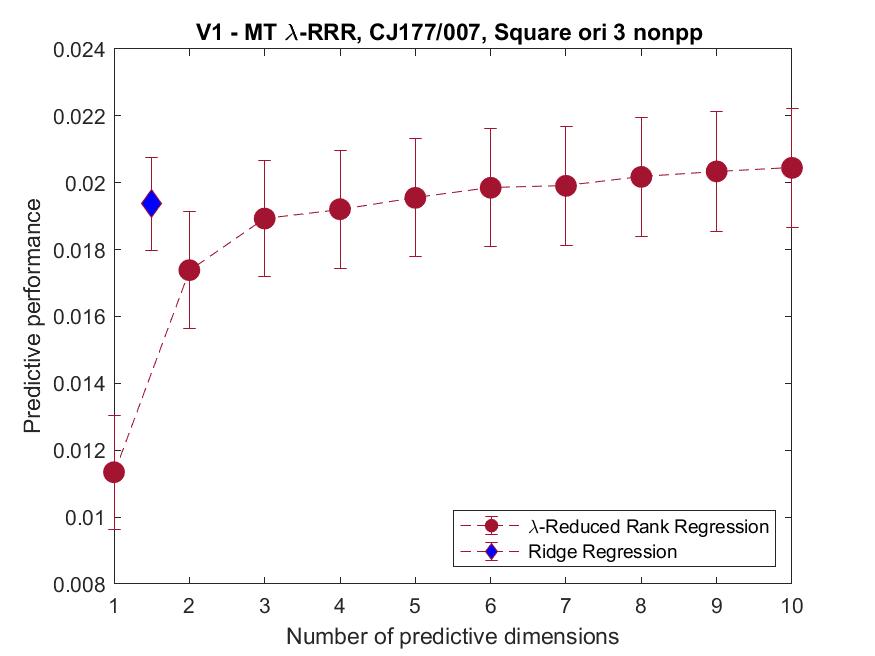 V1 - MT λ-RRR, CJ177/007, Square ori 3 nonpp
0.024
0.022
0.02
0.018
0.016
0.014
0.012
0.01
0.008
Predictive performance
1 2 3 4 5 6 7 8 9 10
Number of predictive dimensions
λ-Reduced Rank Regression
Ridge Regression